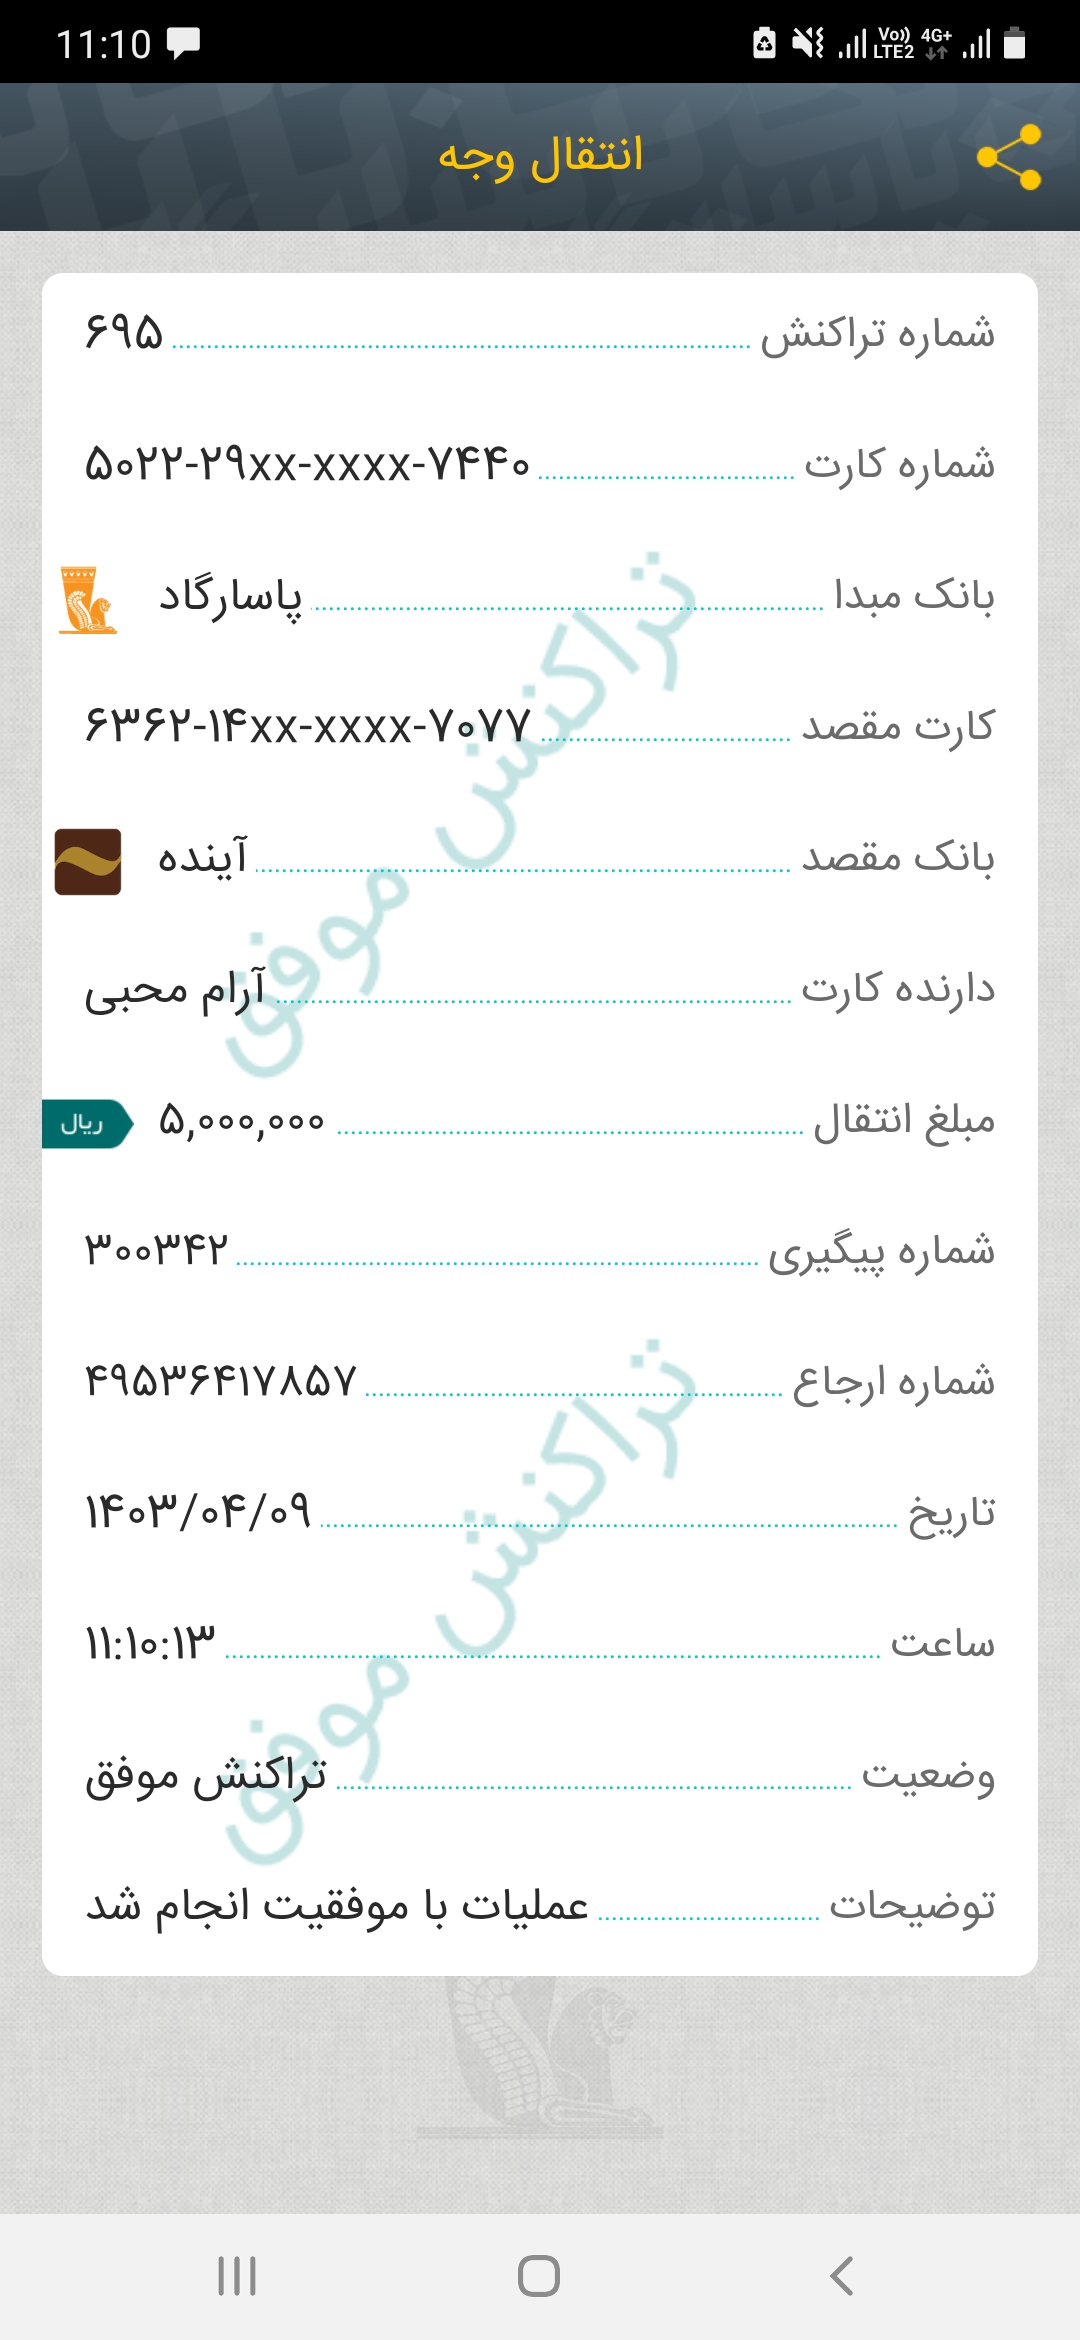 11:10
Vo)) LTE2 4G+
انتقال وجه
شماره تراکنش ۶۹۵
شماره کارت ۵۰۲۲-۲۹xx-xxxx-۷۴۴۰
بانک مبدا پاسارگاد
کارت مقصد ۶۳۶۲-۱۴xx-xxxx-۷۰۷۷
بانک مقصد آینده
دارنده کارت آرام محبی
مبلغ انتقال ۵,۰۰۰,۰۰۰ ریال
شماره پیگیری ۳۰۰۳۴۲
شماره ارجاع ۴۹۵۳۶۴۱۷۸۵۷
تاریخ ۱۴۰۳/۰۴/۰۹
ساعت ۱۱:۱۰:۱۳
وضعیت تراکنش موفق
توضیحات عملیات با موفقیت انجام شد
تراکنش موفق
تراکنش موفق